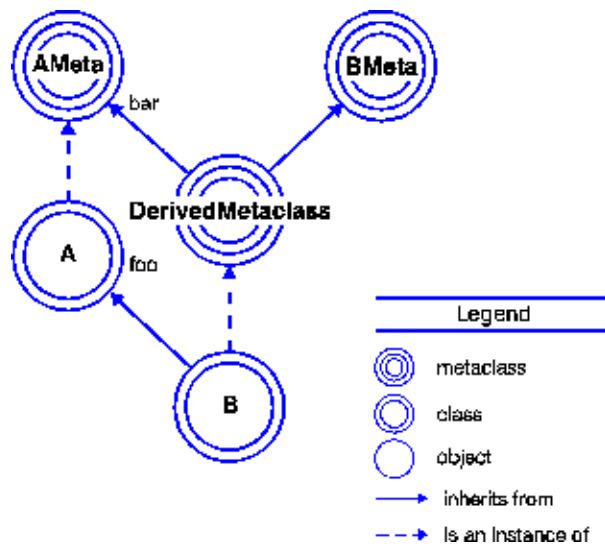 AMeta
BMeta
bar
DerivedMetaclass
A
foo
B
Legend
metaclass
class
object
inherits from
Is an Instance of